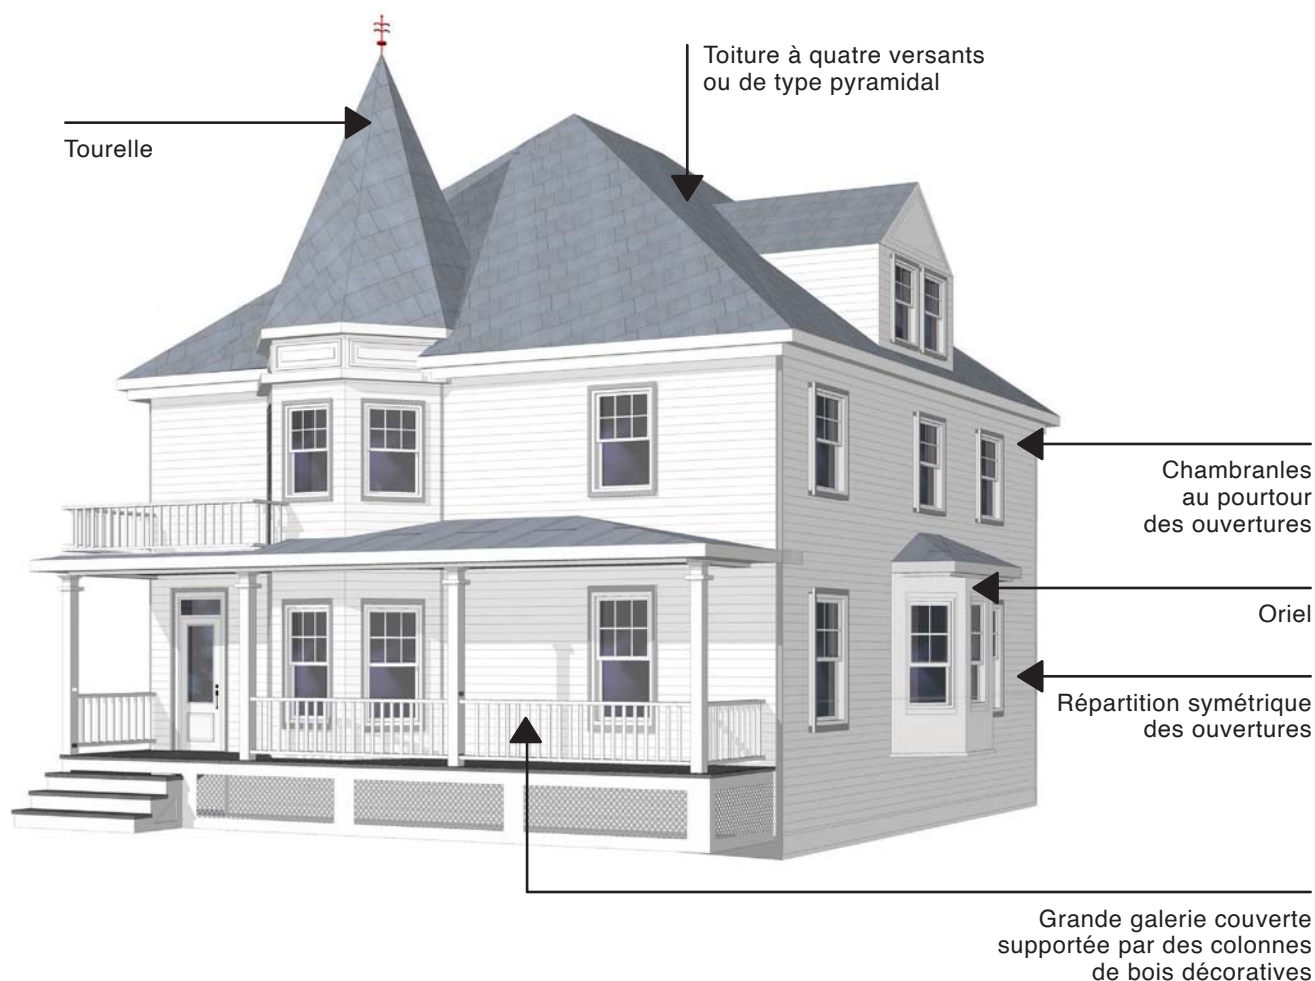 Toiture à quatre versants
ou de type pyramidal
Tourelle
Chambranles
au pourtour
des ouvertures
Oriel
Répartition symétrique
des ouvertures
Grande galerie couverte
supportée par des colonnes
de bois décoratives